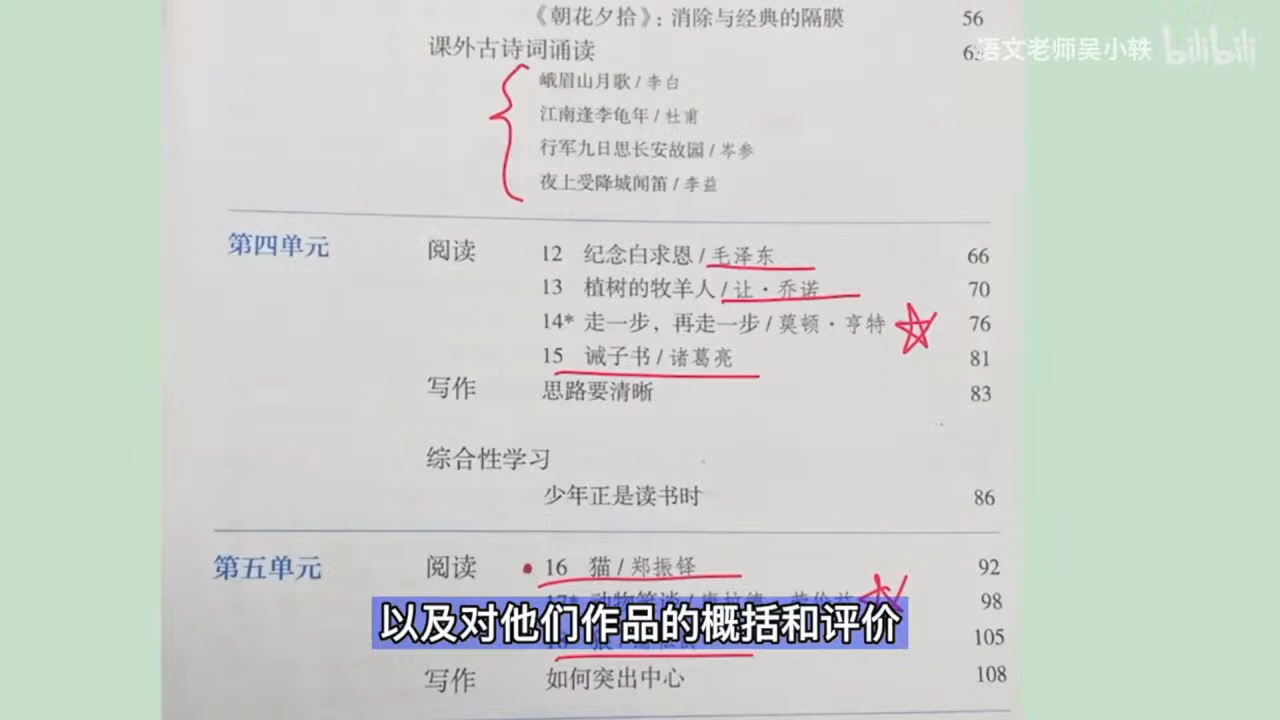 《朝花夕拾》：消除与经典的隔膜 56
课外古诗词诵读
语文老师吴小轶 bilibili
峨眉山月歌 / 李白
江南逢李龟年 / 杜甫
行军九日思长安故园 / 岑参
夜上受降城闻笛 / 李益
第四单元 阅读 12 纪念白求恩 / 毛泽东 66
13 植树的牧羊人 / 让·乔诺 70
14* 走一步，再走一步 / 莫顿·亨特 76
15 诫子书 / 诸葛亮 81
写作 思路要清晰 83
综合性学习
少年正是读书时 86
第五单元 阅读 16 猫 / 郑振铎 92
98
以及对他们作品的概括和评价
105
写作 如何突出中心 108